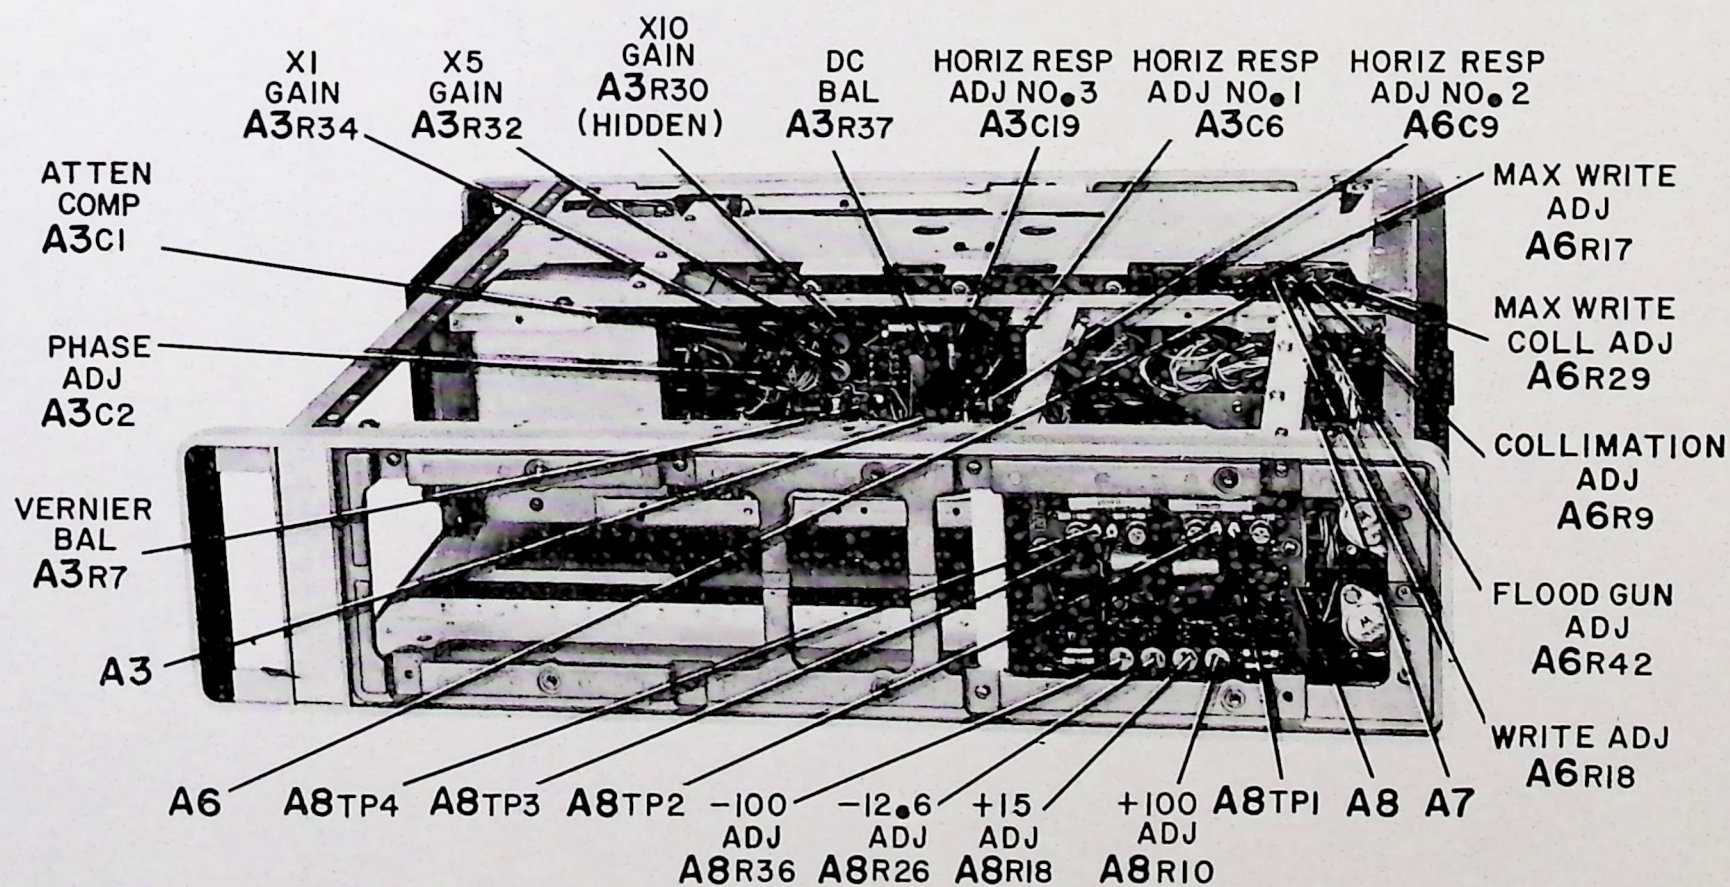 X1
GAIN
A3R34
X5
GAIN
A3R32
X10
GAIN
A3R30
(HIDDEN)
DC
BAL
A3R37
HORIZ RESP
ADJ NO.3
A3C19
HORIZ RESP
ADJ NO.1
A3C6
HORIZ RESP
ADJ NO.2
A6C9
ATTEN
COMP
A3C1
PHASE
ADJ
A3C2
VERNIER
BAL
A3R7
A3
MAX WRITE
ADJ
A6R17
MAX WRITE
COLL ADJ
A6R29
COLLIMATION
ADJ
A6R9
FLOOD GUN
ADJ
A6R42
WRITE ADJ
A6R18
A6
A8TP4
A8TP3
A8TP2
-100
ADJ
A8R36
-12.6
ADJ
A8R26
+15
ADJ
A8R18
+100
ADJ
A8R10
A8TP1
A8
A7